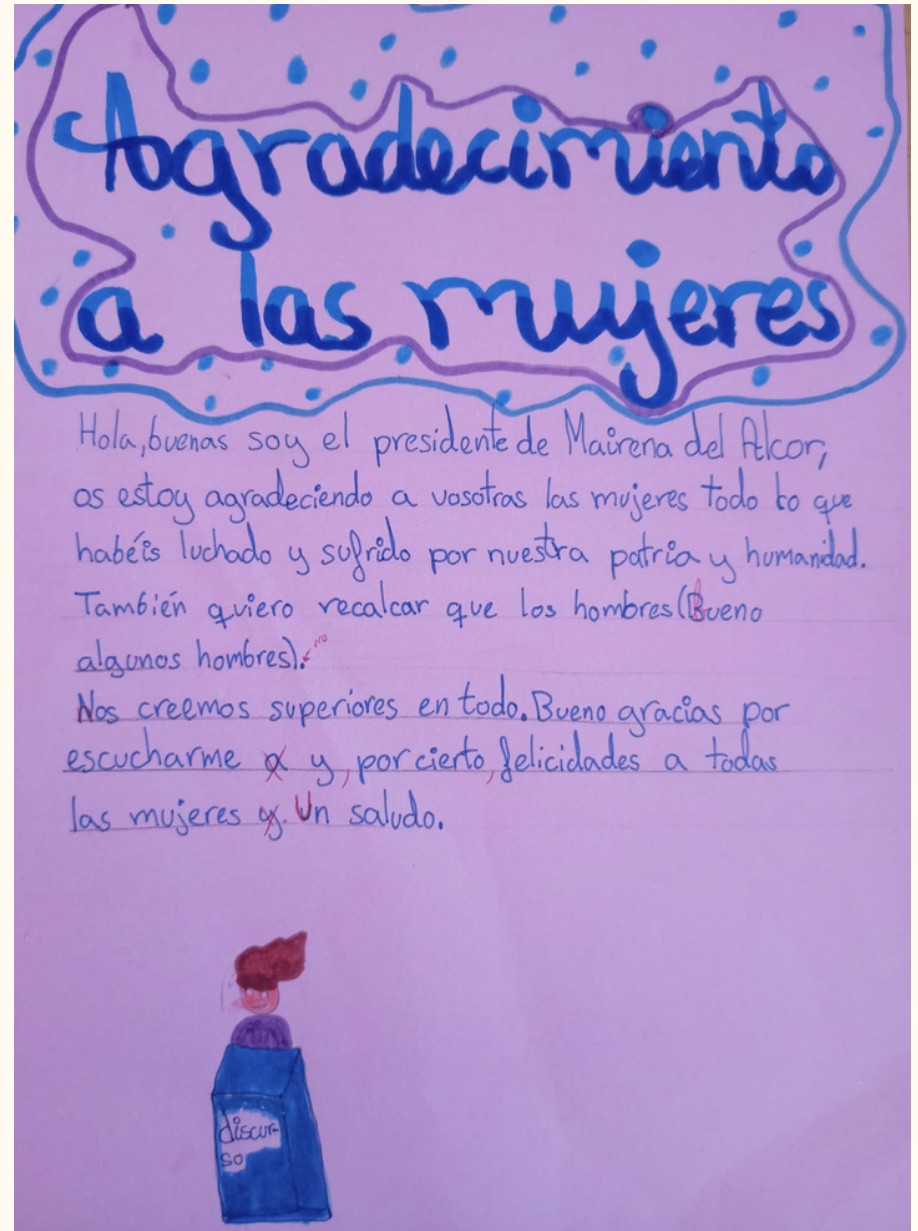 Agradecimiento
a las mujeres
Hola, buenas soy el presidente de Mairena del Alcor,
os estoy agradeciendo a vosotras las mujeres todo lo que
habéis luchado y sufrido por nuestra patria y humanidad.
También quiero recalcar que los hombres (Bueno
algunos hombres).
Nos creemos superiores en todo. Bueno gracias por
escucharme y, por cierto, felicidades a todas
las mujeres. Un saludo.
discur-
so